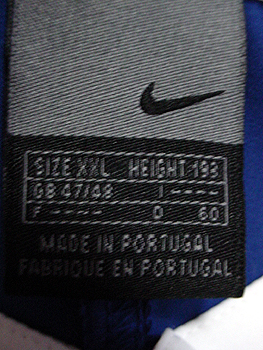 SIZE XXL HEIGHT 193
GB 47/48 I ----
F ---- D 60
MADE IN PORTUGAL
FABRIQUE EN PORTUGAL